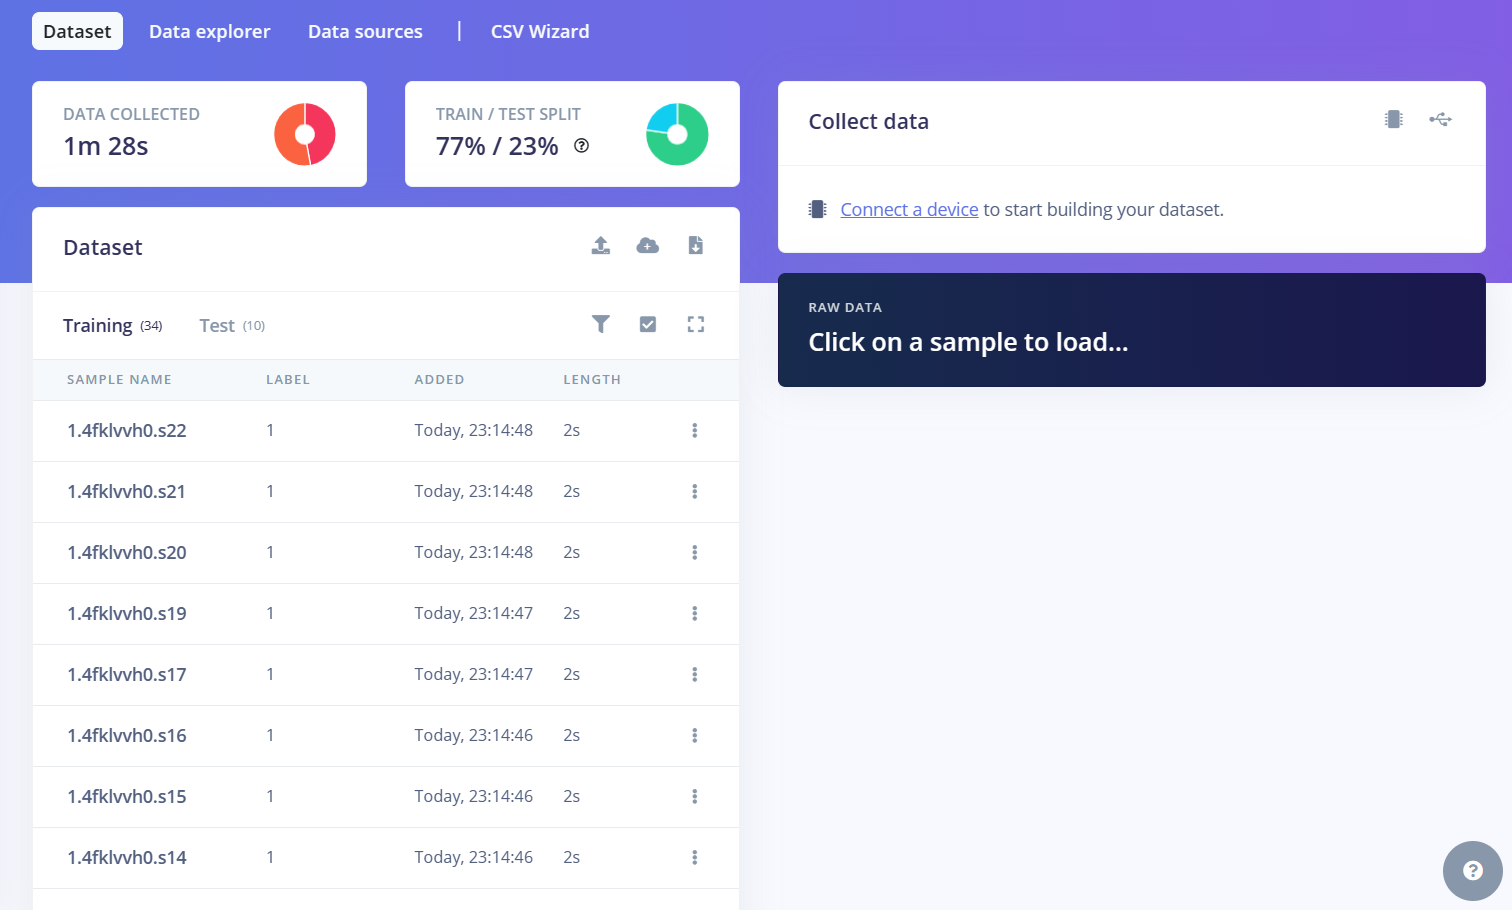 Dataset Data explorer Data sources | CSV Wizard
DATA COLLECTED
1m 28s
TRAIN / TEST SPLIT
77% / 23%
Dataset
Training (34) Test (10)
SAMPLE NAME LABEL ADDED LENGTH
1.4fklvvh0.s22 1 Today, 23:14:48 2s
1.4fklvvh0.s21 1 Today, 23:14:48 2s
1.4fklvvh0.s20 1 Today, 23:14:48 2s
1.4fklvvh0.s19 1 Today, 23:14:47 2s
1.4fklvvh0.s17 1 Today, 23:14:47 2s
1.4fklvvh0.s16 1 Today, 23:14:46 2s
1.4fklvvh0.s15 1 Today, 23:14:46 2s
1.4fklvvh0.s14 1 Today, 23:14:46 2s
Collect data
Connect a device to start building your dataset.
RAW DATA
Click on a sample to load...